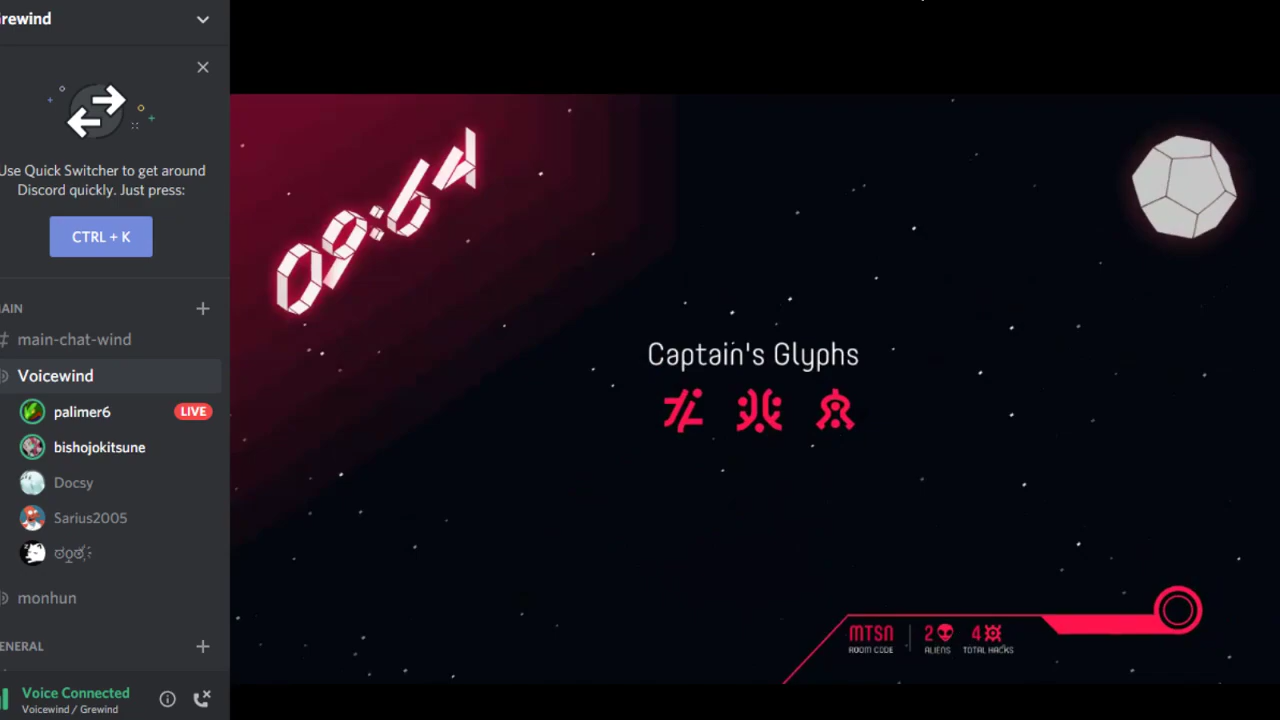 rewind
Use Quick Switcher to get around
Discord quickly. Just press:
CTRL + K
AIN
main-chat-wind
Voicewind
palimer6 LIVE
bishojokitsune
Docsy
Sarius2005
monhun
ENERAL
Voice Connected
Voicewind / Grewind
Captain's Glyphs
MTSN
ROOM CODE
2
ALIENS
4
TOTAL HACKS